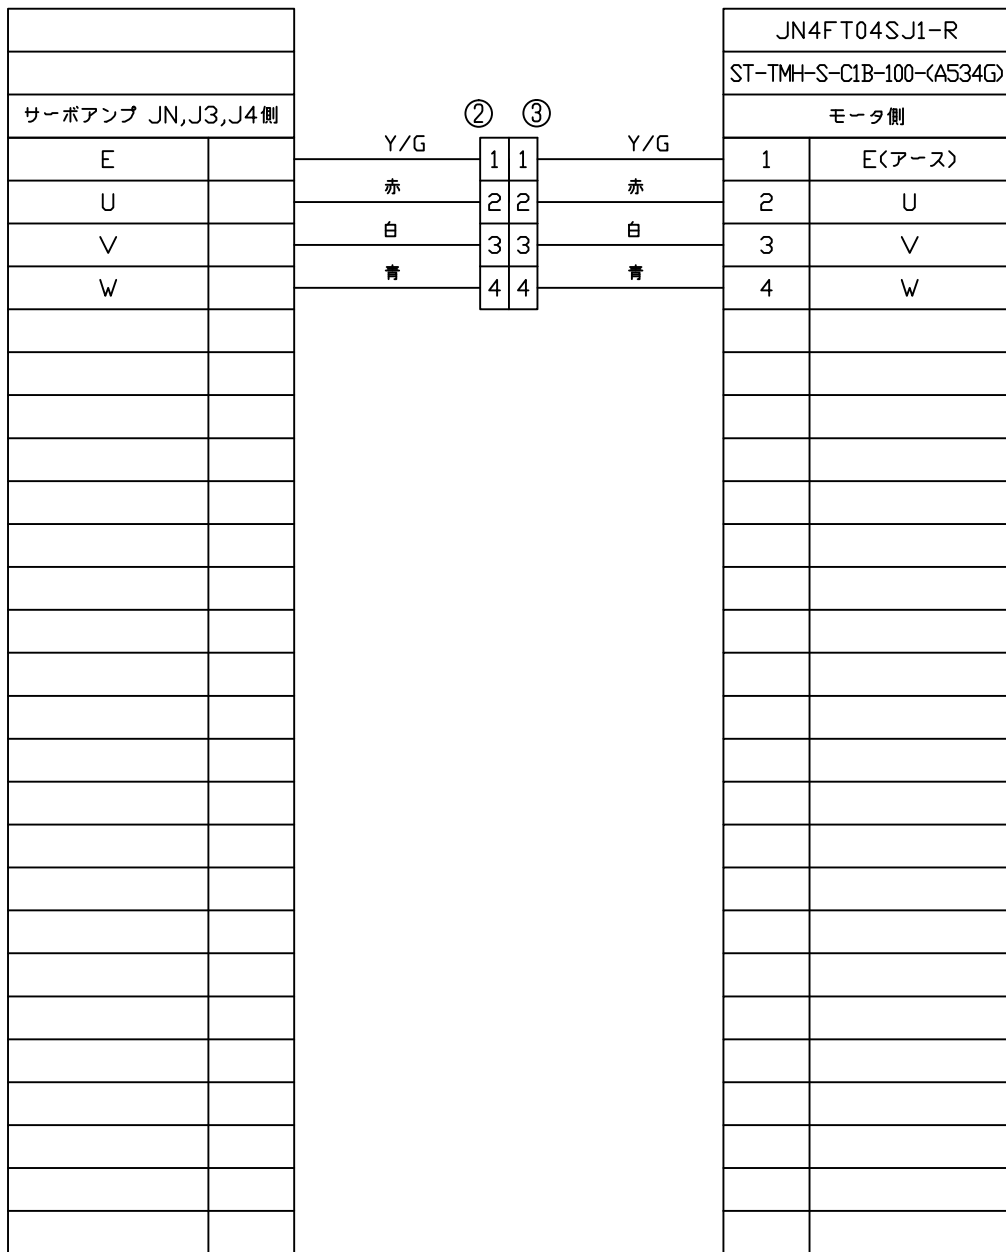 JN4FT04SJ1-R
ST-TMH-S-C1B-100-(A534G)
サーボアンプ JN,J3,J4側
② ③
モータ側
E Y/G 1 1 Y/G 1 E(アース)
U 赤 2 2 赤 2 U
V 白 3 3 白 3 V
W 青 4 4 青 4 W